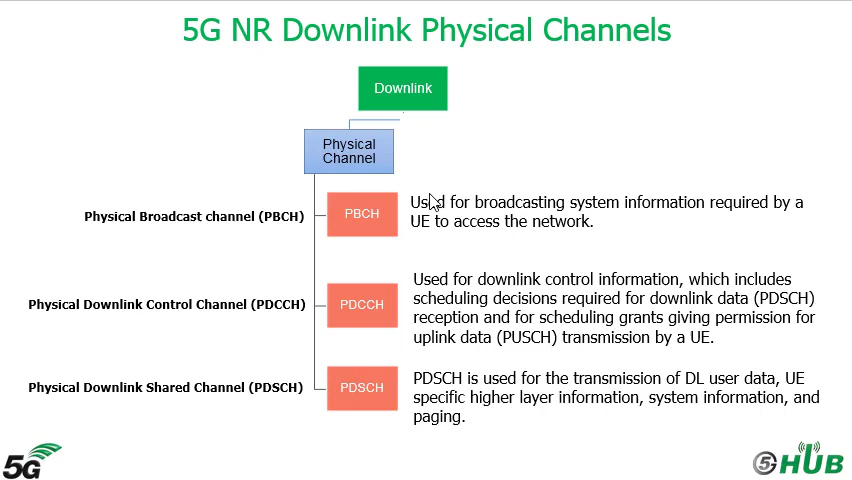 5G NR Downlink Physical Channels
Downlink
Physical
Channel
Physical Broadcast channel (PBCH)
PBCH
Used for broadcasting system information required by a
UE to access the network.
Physical Downlink Control Channel (PDCCH)
PDCCH
Used for downlink control information, which includes
scheduling decisions required for downlink data (PDSCH)
reception and for scheduling grants giving permission for
uplink data (PUSCH) transmission by a UE.
Physical Downlink Shared Channel (PDSCH)
PDSCH
PDSCH is used for the transmission of DL user data, UE
specific higher layer information, system information, and
paging.
5G
5G HUB